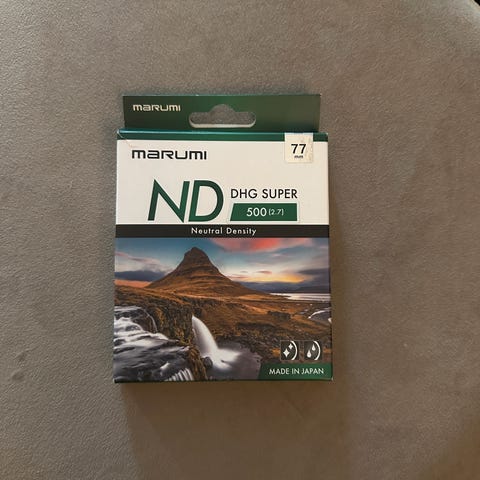 marumi
marumi
77
mm
ND
DHG SUPER
500 (2.7)
Neutral Density
MADE IN JAPAN